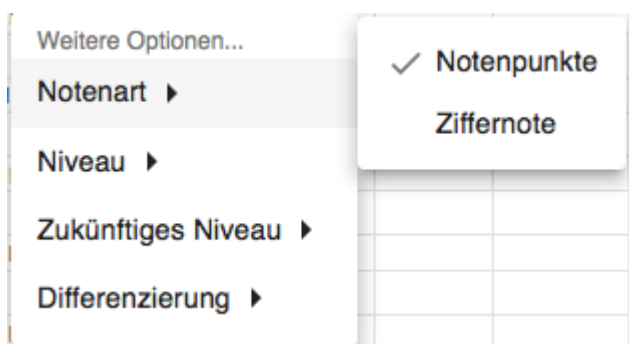 Weitere Optionen...
Notenart
Niveau
Zukünftiges Niveau
Differenzierung
Notenpunkte
Ziffernote